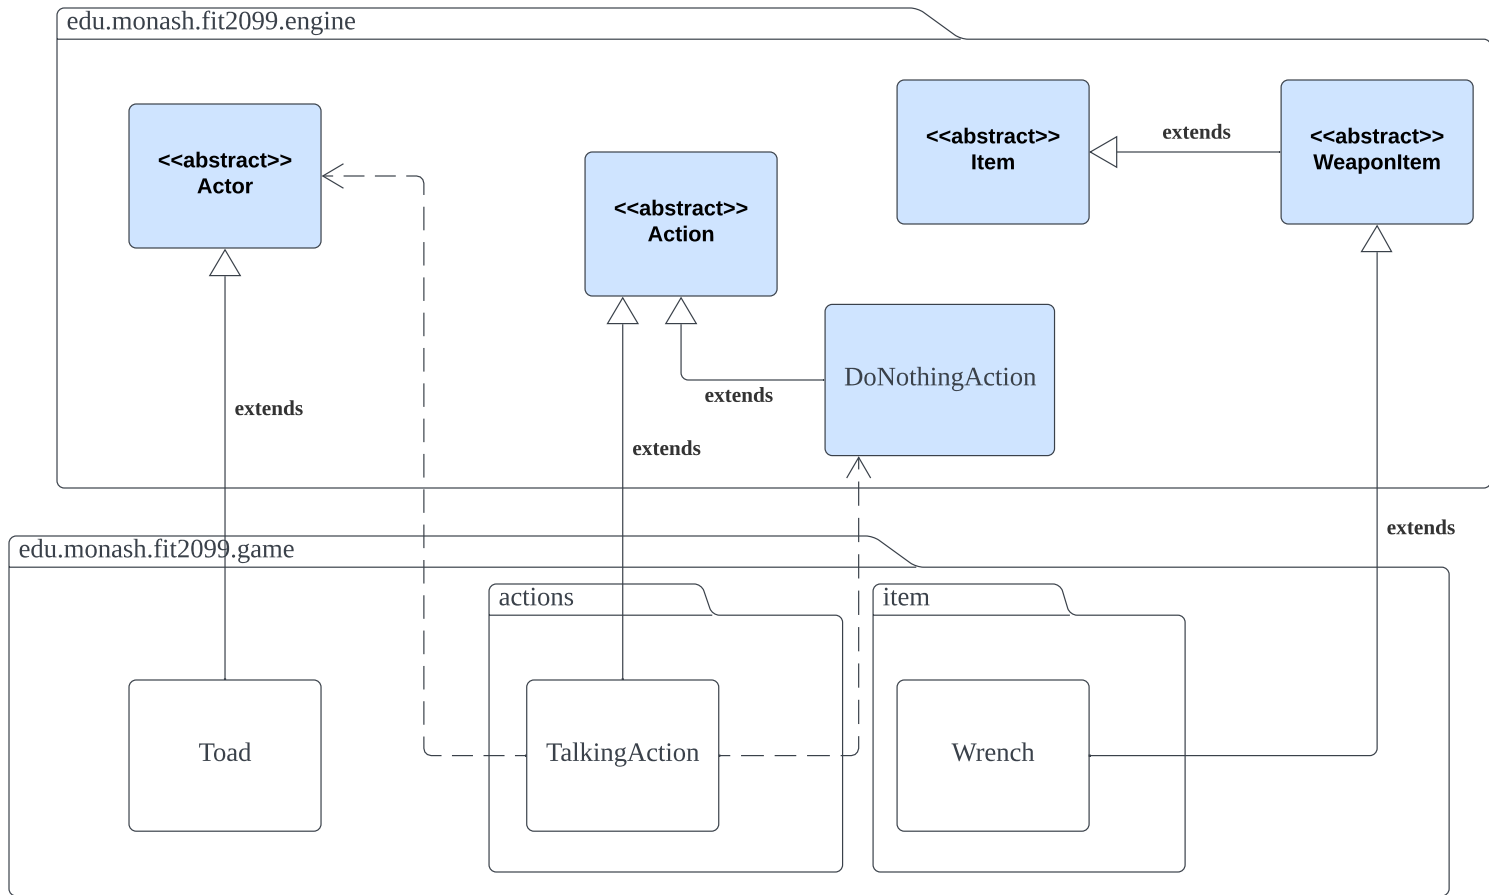 edu.monash.fit2099.engine
<<abstract>>
Actor
<<abstract>>
Action
<<abstract>>
Item
extends
<<abstract>>
WeaponItem
DoNothingAction
extends
extends
extends
extends
edu.monash.fit2099.game
actions
item
Toad
TalkingAction
Wrench